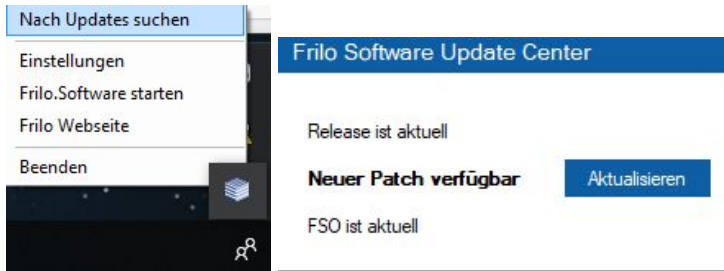 Nach Updates suchen
Einstellungen
Frilo.Software starten
Frilo Webseite
Beenden
Frilo Software Update Center
Release ist aktuell
Neuer Patch verfügbar
Aktualisieren
FSO ist aktuell